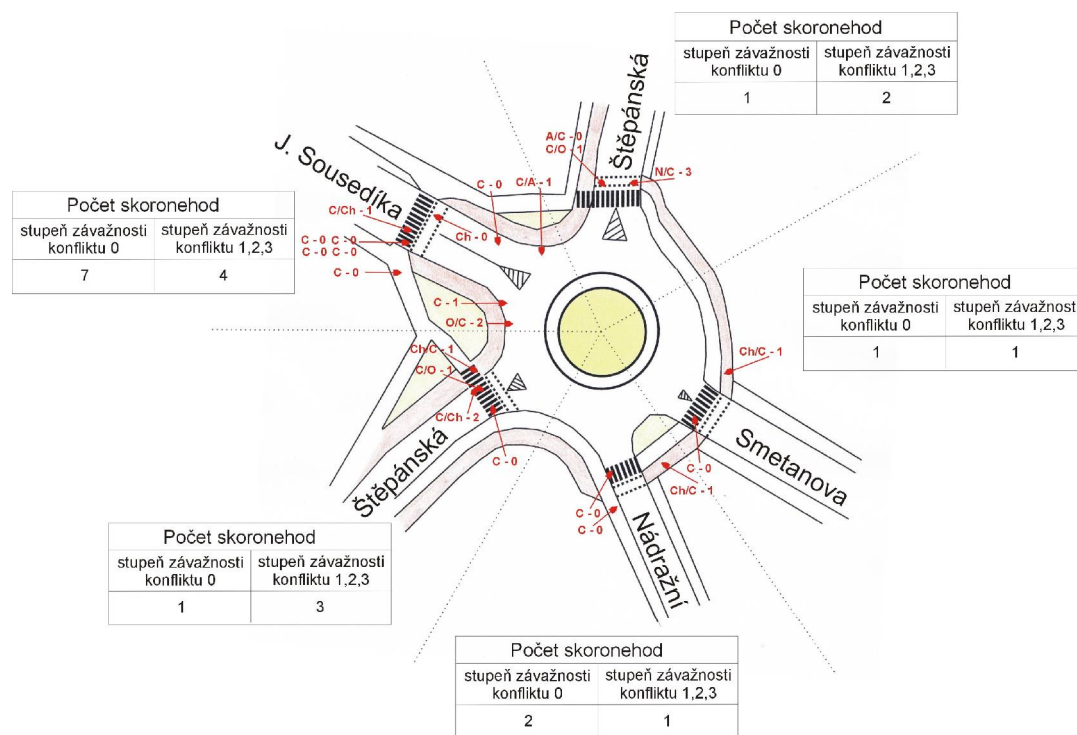 Počet skoronehod
stupeň závažnosti konfliktu 0
stupeň závažnosti konfliktu 1,2,3
1
2
Štěpánská
A/C - 0
C/O - 1
N/C - 3
J. Sousedíka
C - 0
C/A - 1
C/Ch - 1
Ch - 0
C - 0 C - 0
C - 0 C - 0
C - 0
Počet skoronehod
stupeň závažnosti konfliktu 0
stupeň závažnosti konfliktu 1,2,3
7
4
C - 1
O/C - 2
Ch/C - 1
C/O - 1
C/Ch - 2
C - 0
Štěpánská
Počet skoronehod
stupeň závažnosti konfliktu 0
stupeň závažnosti konfliktu 1,2,3
1
1
Ch/C - 1
Smetanova
C - 0
Ch/C - 1
C - 0
C - 0
Nádražní
Počet skoronehod
stupeň závažnosti konfliktu 0
stupeň závažnosti konfliktu 1,2,3
1
3
Počet skoronehod
stupeň závažnosti konfliktu 0
stupeň závažnosti konfliktu 1,2,3
2
1